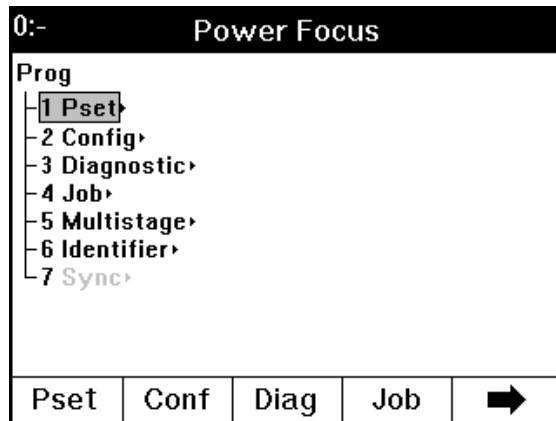 0:- Power Focus
Prog
1 Pset
2 Config
3 Diagnostic
4 Job
5 Multistage
6 Identifier
7 Sync
Pset Conf Diag Job